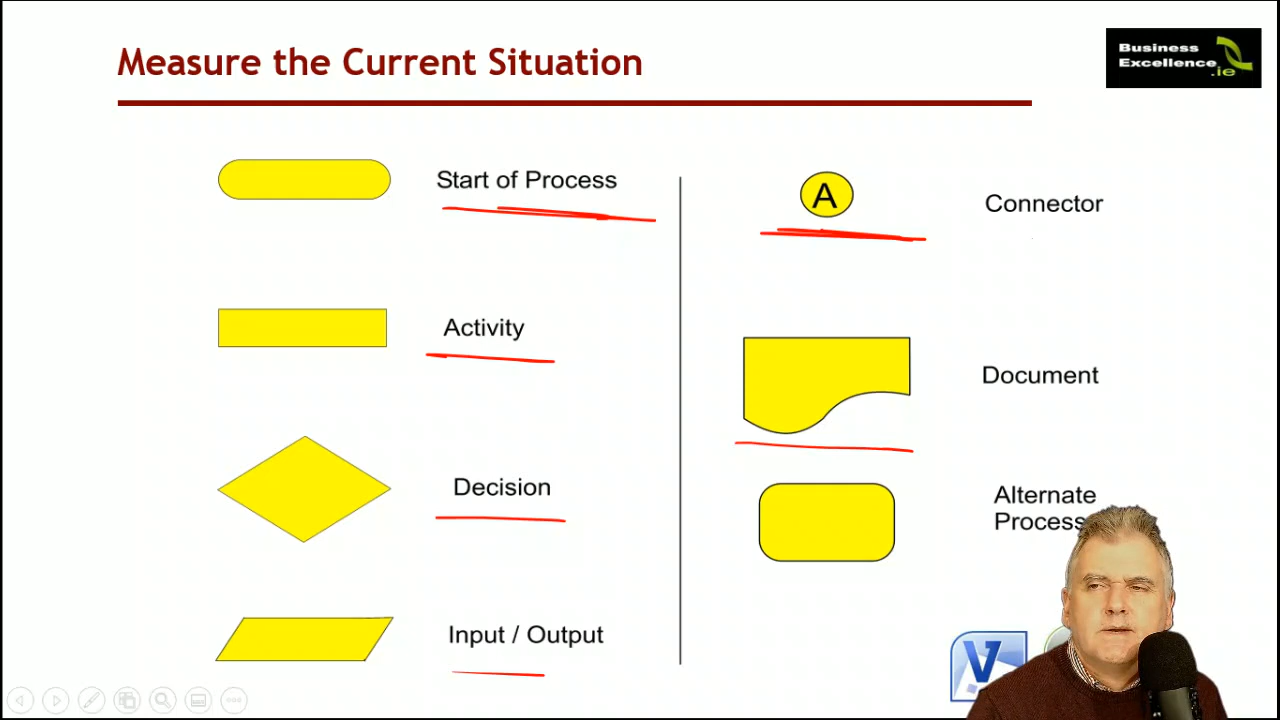 Measure the Current Situation
Business
Excellence
.ie
Start of Process
Activity
Decision
Input / Output
A
Connector
Document
Alternate
Process
V